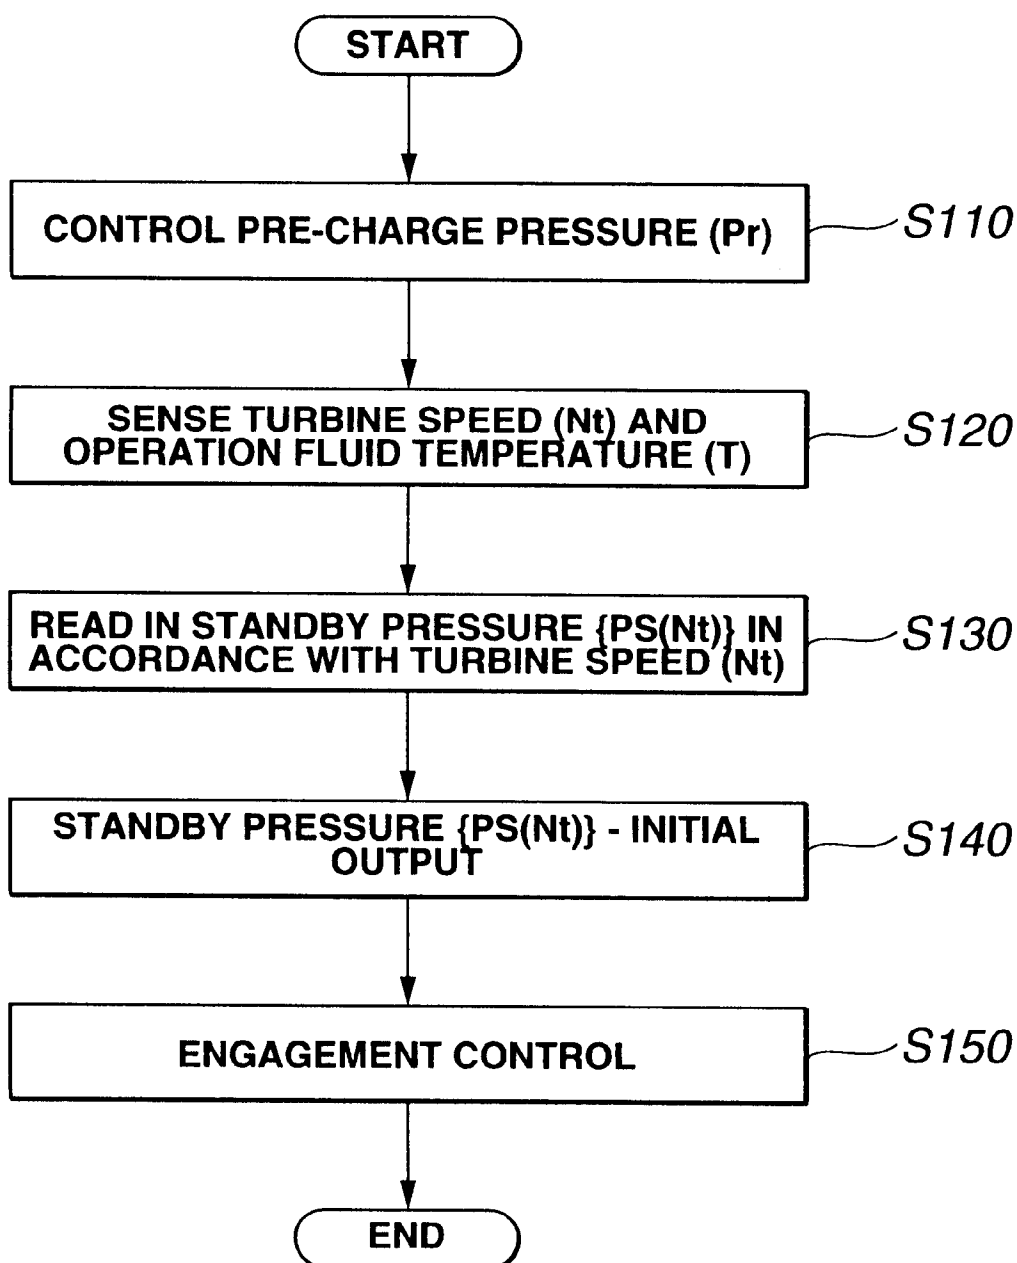 START
CONTROL PRE-CHARGE PRESSURE (Pr)
S110
SENSE TURBINE SPEED (Nt) AND
OPERATION FLUID TEMPERATURE (T)
S120
READ IN STANDBY PRESSURE {PS(Nt)} IN
ACCORDANCE WITH TURBINE SPEED (Nt)
S130
STANDBY PRESSURE {PS(Nt)} - INITIAL
OUTPUT
S140
ENGAGEMENT CONTROL
S150
END